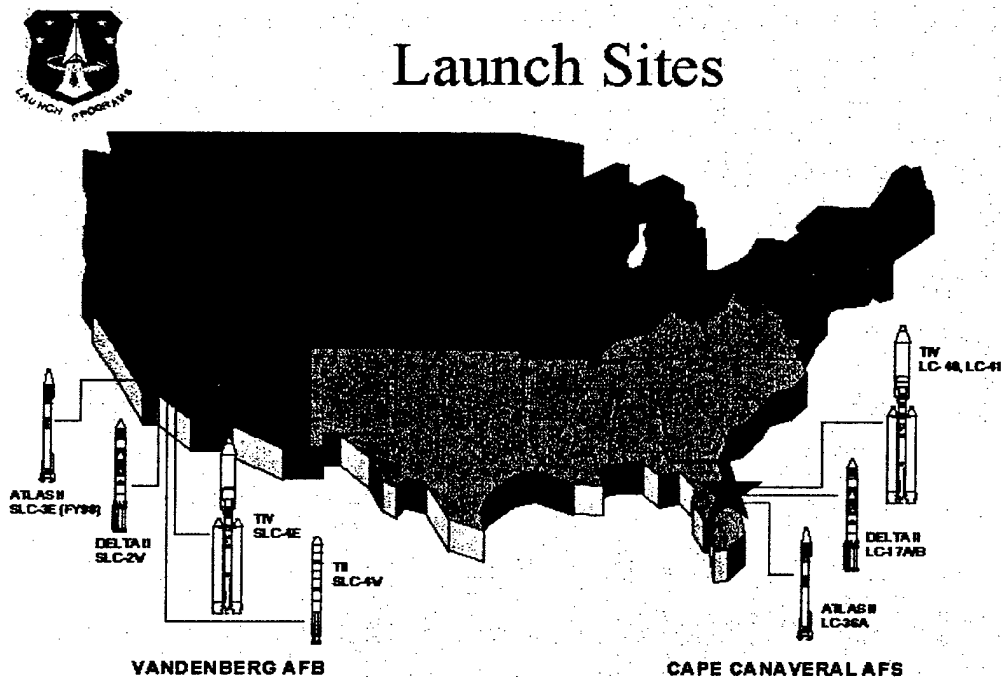 LAUNCH PROGRAMS
Launch Sites
TIV
LC-40, LC-41
ATLAS II
SLC-3E (FY98)
DELTA II
SLC-2W
TIV
SLC-4E
TII
SLC-4W
DELTA II
LC-17A/B
ATLAS II
LC-36A
VANDENBERG AFB
CAPE CANAVERAL AFS